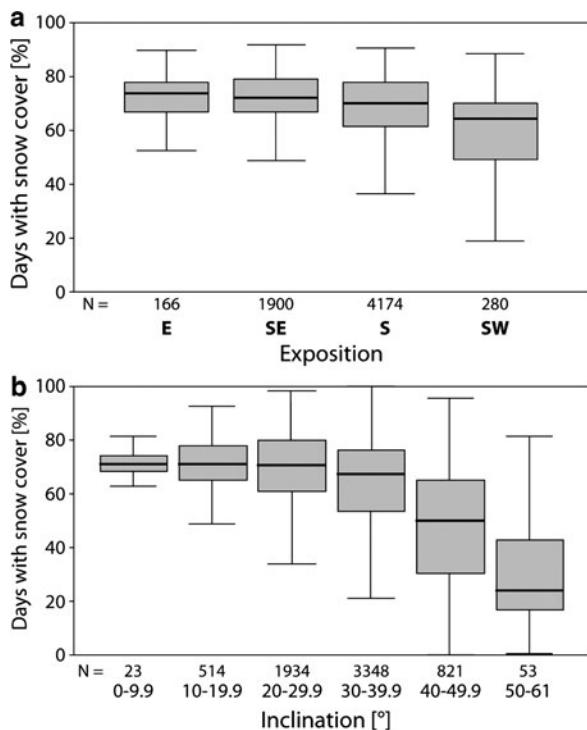 a
100
80
60
40
20
0
Days with snow cover [%]
N = 166 1900 4174 280
E SE S SW
Exposition
b
100
80
60
40
20
0
Days with snow cover [%]
N = 23 514 1934 3348 821 53
0-9.9 10-19.9 20-29.9 30-39.9 40-49.9 50-61
Inclination [°]